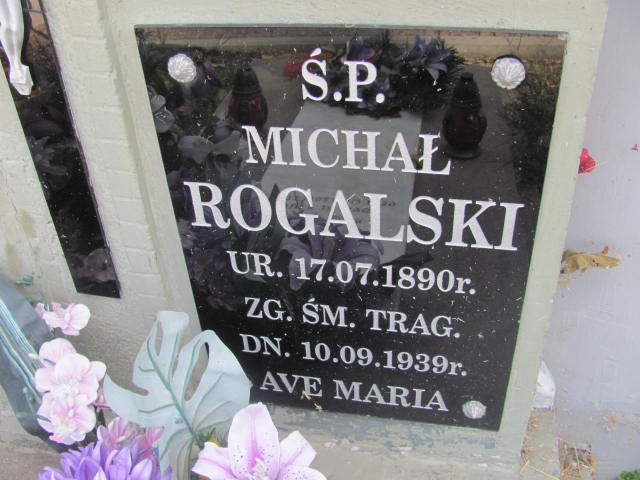 Ś.P.
MICHAŁ
ROGALSKI
UR. 17.07.1890r.
ZG. ŚM. TRAG.
DN. 10.09.1939r.
AVE MARIA